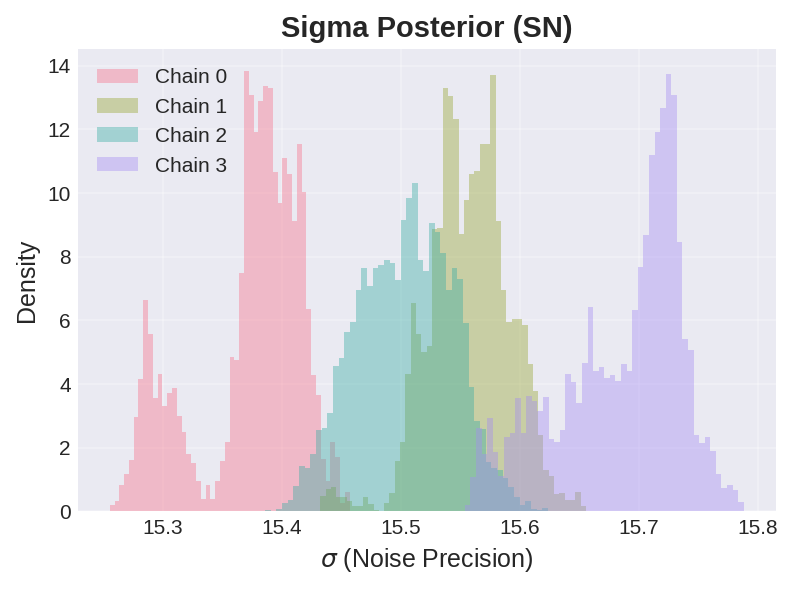 Sigma Posterior (SN)
Chain 0
Chain 1
Chain 2
Chain 3
Density
14
12
10
8
6
4
2
0
15.3 15.4 15.5 15.6 15.7 15.8
σ (Noise Precision)